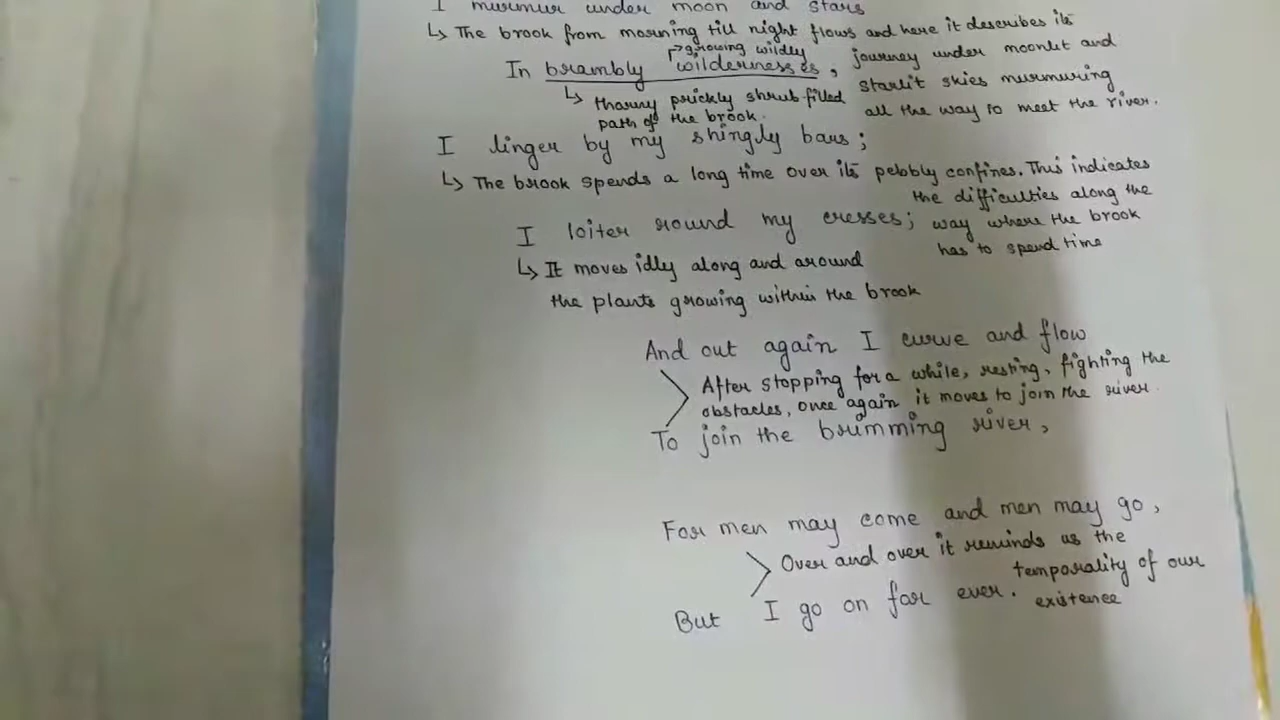 I murmur under moon and stars
↳ The brook from morning till night flows and here it describes its
journey under moonlit and
starlit skies murmuring
all the way to meet the river.
↱ growing wildly
In brambly wildernesses,
↳ thorny prickly shrub filled
path of the brook.
I linger by my shingly bars;
↳ The brook spends a long time over its pebbly confines. This indicates
the difficulties along the
way where the brook
has to spend time
I loiter round my cresses;
↳ It moves idly along and around
the plants growing within the brook
And out again I curve and flow
After stopping for a while, resting, fighting the
obstacles, once again it moves to join the river.
To join the brimming river,
For men may come and men may go,
Over and over it reminds us the
temporality of our
existence
But I go on for ever.